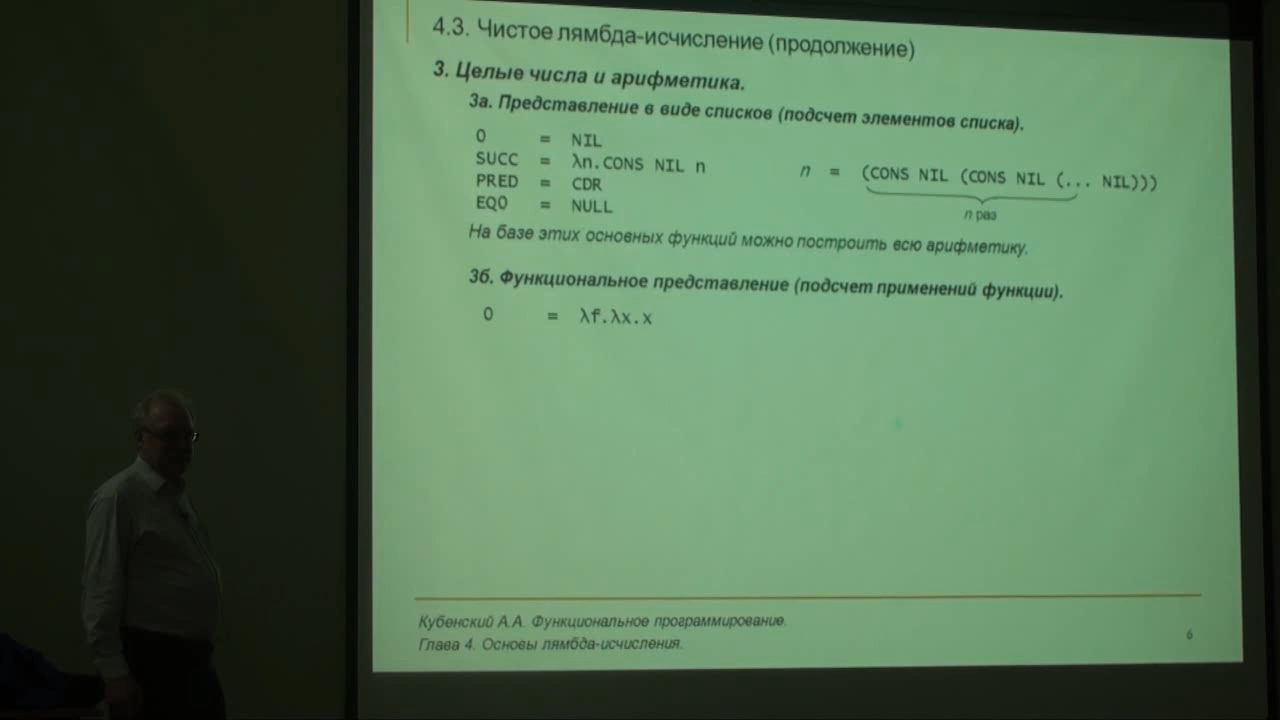 4.3. Чистое лямбда-исчисление (продолжение)
3. Целые числа и арифметика.
3а. Представление в виде списков (подсчет элементов списка).
0 = NIL
SUCC = λn.CONS NIL n
PRED = CDR
EQ0 = NULL
n = (CONS NIL (CONS NIL (... NIL)))
n раз
На базе этих основных функций можно построить всю арифметику.
3б. Функциональное представление (подсчет применений функции).
0 = λf.λx.x
Кубенский А.А. Функциональное программирование.
Глава 4. Основы лямбда-исчисления.
6